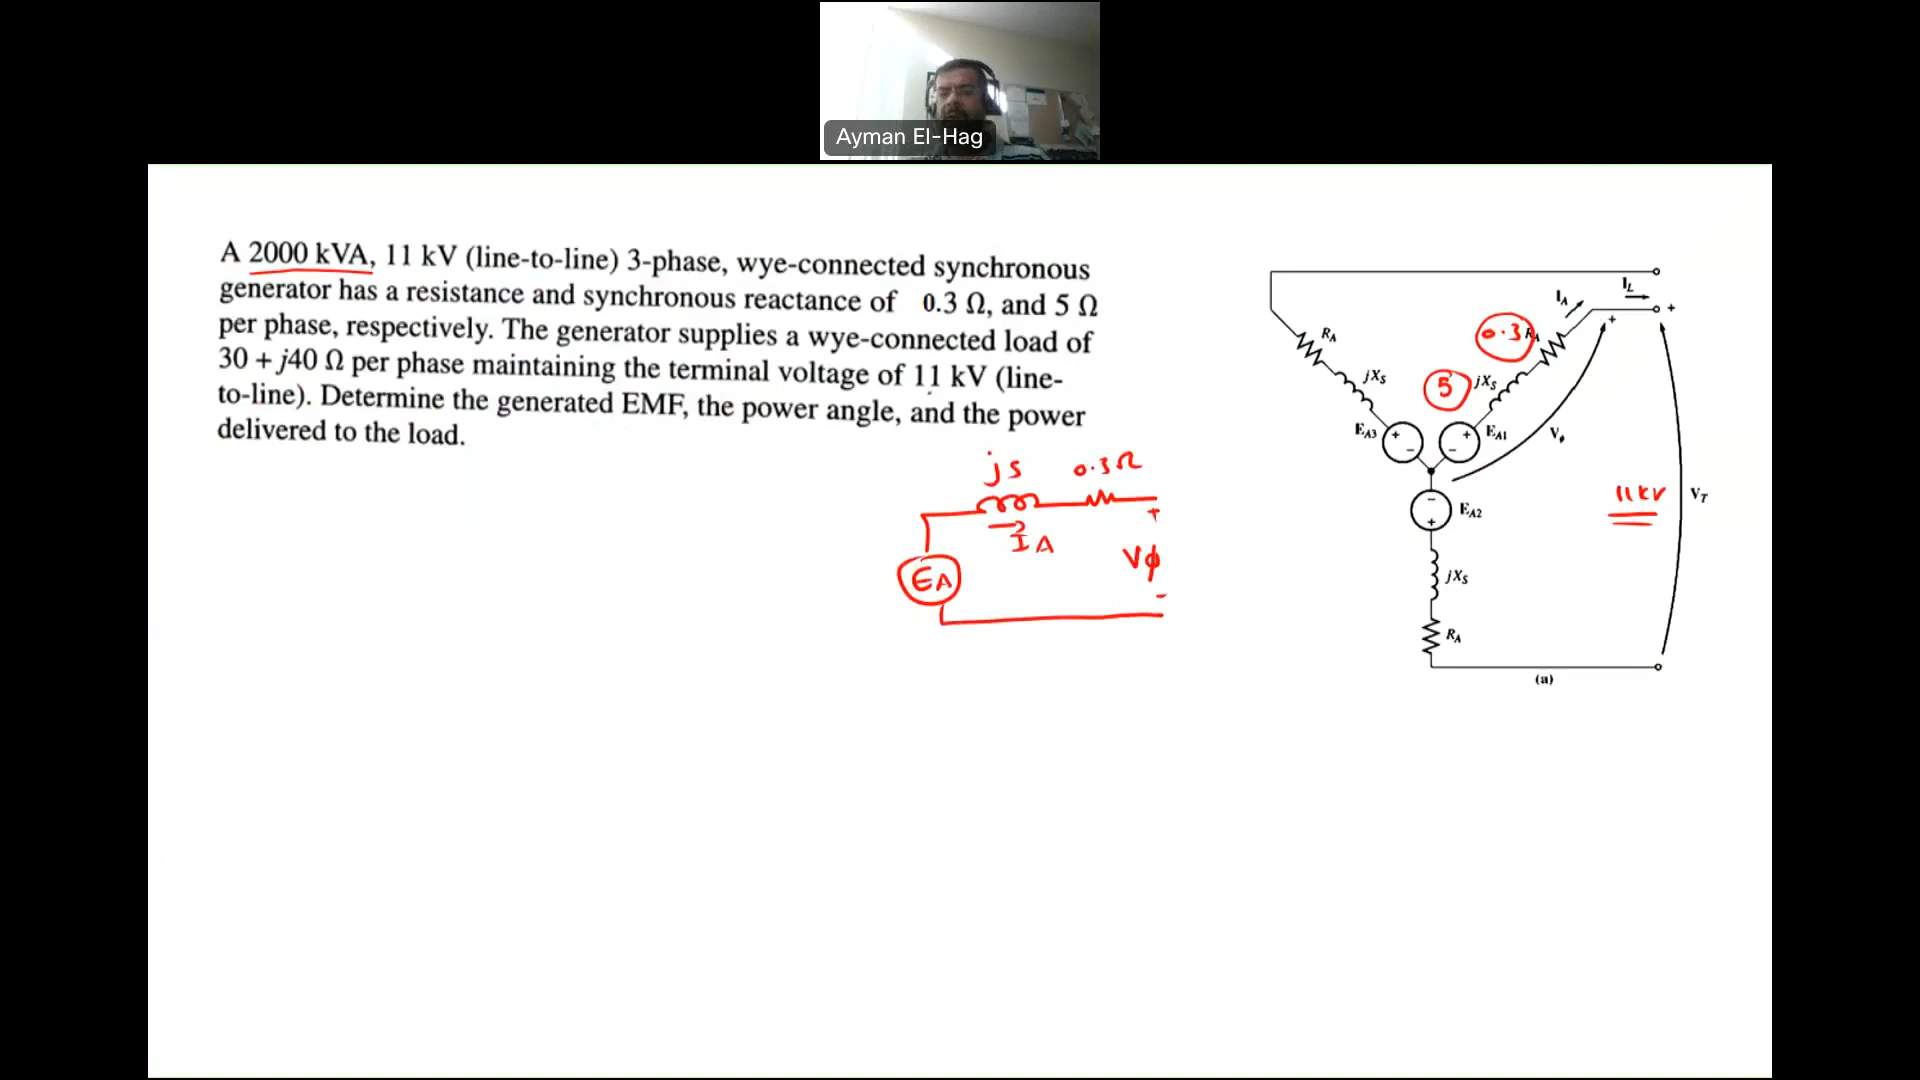 Ayman El-Hag
A 2000 kVA, 11 kV (line-to-line) 3-phase, wye-connected synchronous
generator has a resistance and synchronous reactance of 0.3 Ω, and 5 Ω
per phase, respectively. The generator supplies a wye-connected load of
30 + j40 Ω per phase maintaining the terminal voltage of 11 kV (line-
to-line). Determine the generated EMF, the power angle, and the power
delivered to the load.
j5 0.3Ω
IA
EA
Vϕ
-
+
IL
IA
+
+
RA
0.3 RA
jXS
5 jXS
EA3 + -
+ - EA1
Vϕ
11 kV VT
- + EA2
jXS
RA
(a)